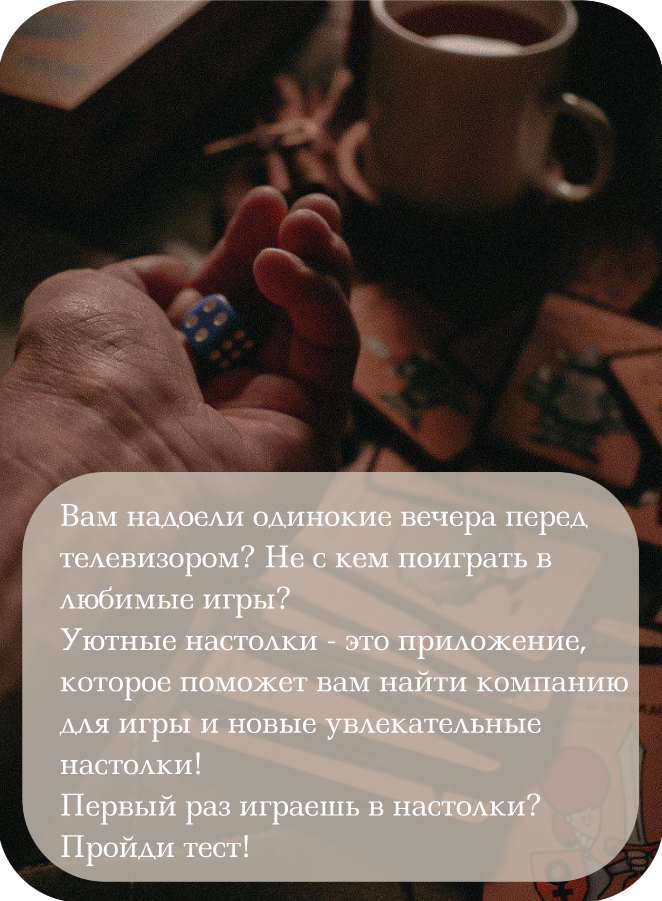 Вам надоели одинокие вечера перед
телевизором? Не с кем поиграть в
любимые игры?
Уютные настолки - это приложение,
которое поможет вам найти компанию
для игры и новые увлекательные
настолки!
Первый раз играешь в настолки?
Пройди тест!